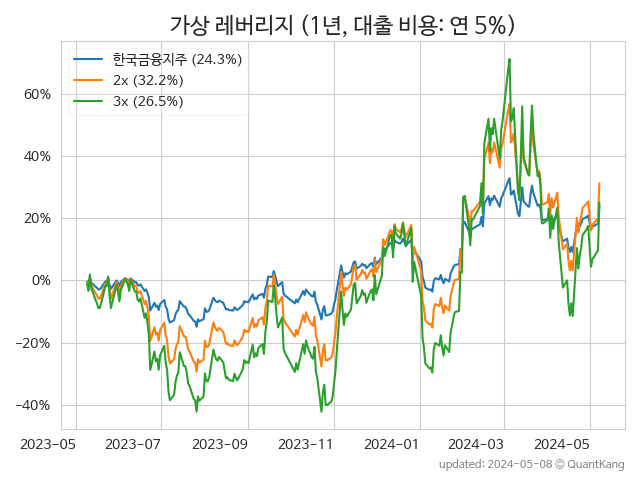 가상 레버리지 (1년, 대출 비용: 연 5%)
한국금융지주 (24.3%)
2x (32.2%)
3x (26.5%)
60%
40%
20%
0%
−20%
−40%
2023-05 2023-07 2023-09 2023-11 2024-01 2024-03 2024-05
updated: 2024-05-08 © QuantKang